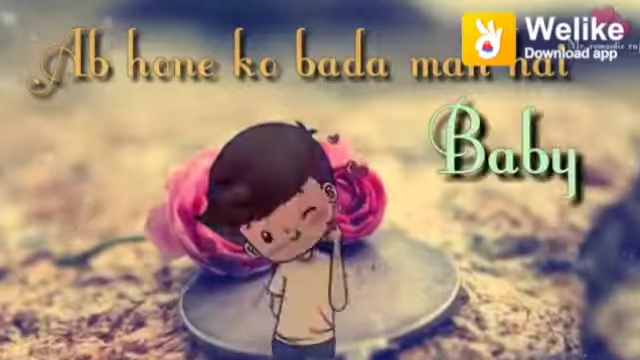 Ab hone ko bada man hai
Baby
Welike
Download app